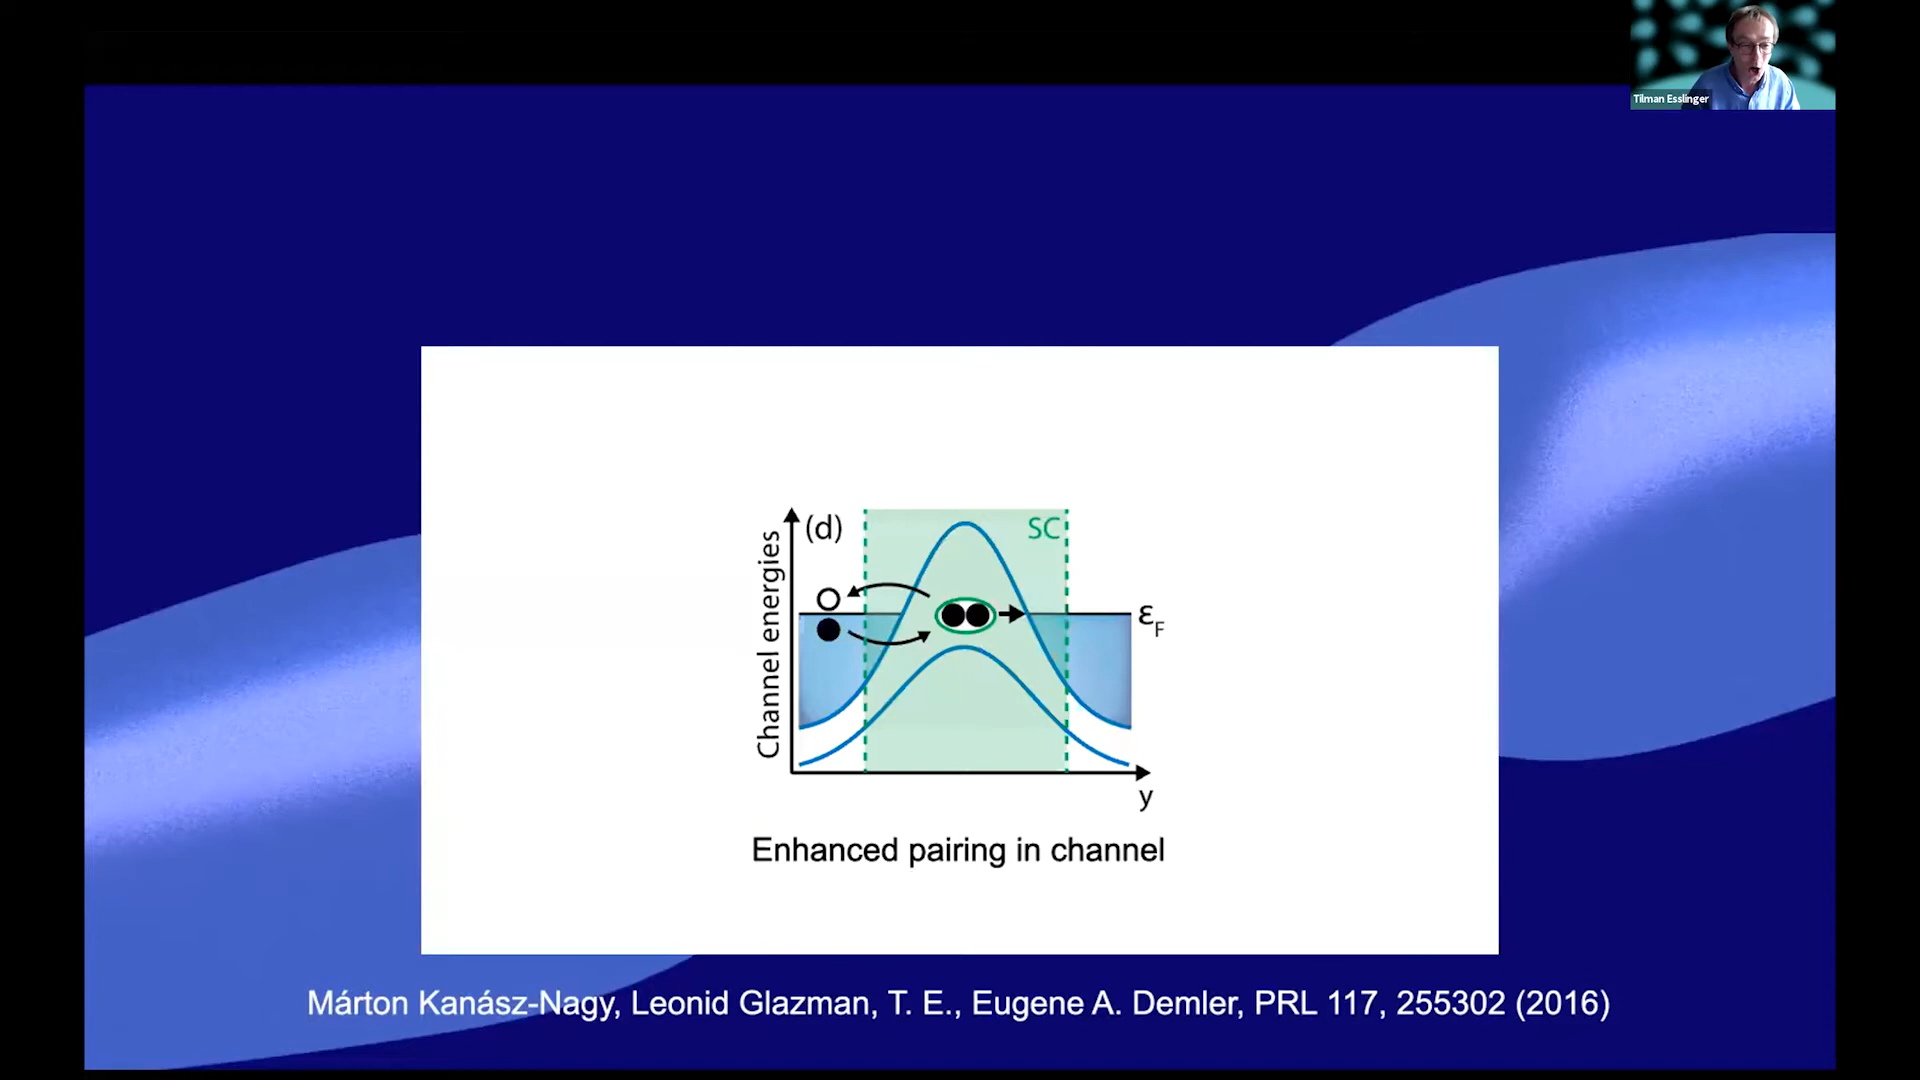 Tilman Esslinger
(d)
SC
Channel energies
εF
y
Enhanced pairing in channel
Márton Kanász-Nagy, Leonid Glazman, T. E., Eugene A. Demler, PRL 117, 255302 (2016)